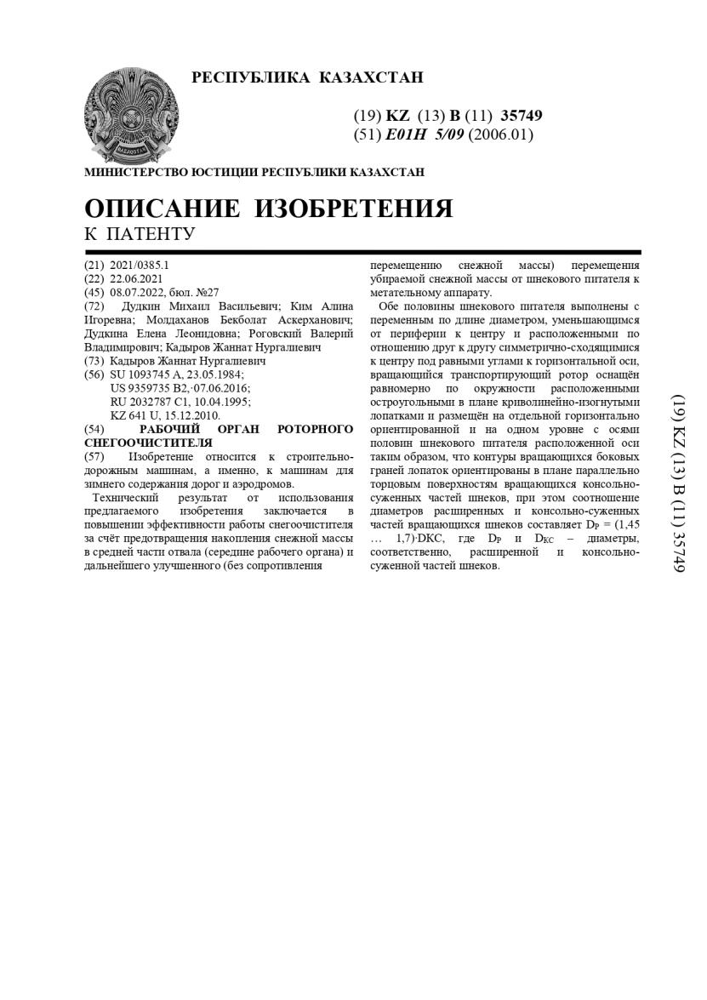 РЕСПУБЛИКА КАЗАХСТАН
(19) KZ (13) B (11) 35749
(51) E01H 5/09 (2006.01)
QAZAQSTAN
МИНИСТЕРСТВО ЮСТИЦИИ РЕСПУБЛИКИ КАЗАХСТАН
ОПИСАНИЕ ИЗОБРЕТЕНИЯ
К ПАТЕНТУ
(21) 2021/0385.1
(22) 22.06.2021
(45) 08.07.2022, бюл. №27
(72) Дудкин Михаил Васильевич; Ким Алина
Игоревна; Молдаханов Бекболат Аскерханович;
Дудкина Елена Леонидовна; Роговский Валерий
Владимирович; Кадыров Жаннат Нургалиевич
(73) Кадыров Жаннат Нургалиевич
(56) SU 1093745 A, 23.05.1984;
US 9359735 B2,·07.06.2016;
RU 2032787 C1, 10.04.1995;
KZ 641 U, 15.12.2010.
(54) РАБОЧИЙ ОРГАН РОТОРНОГО
СНЕГООЧИСТИТЕЛЯ
(57) Изобретение относится к строительно-
дорожным машинам, а именно, к машинам для
зимнего содержания дорог и аэродромов.
Технический результат от использования
предлагаемого изобретения заключается в
повышении эффективности работы снегоочистителя
за счёт предотвращения накопления снежной массы
в средней части отвала (середине рабочего органа) и
дальнейшего улучшенного (без сопротивления
перемещению снежной массы) перемещения
убираемой снежной массы от шнекового питателя к
метательному аппарату.
Обе половины шнекового питателя выполнены с
переменным по длине диаметром, уменьшающимся
от периферии к центру и расположенными по
отношению друг к другу симметрично-сходящимися
к центру под равными углами к горизонтальной оси,
вращающийся транспортирующий ротор оснащён
равномерно по окружности расположенными
остроугольными в плане криволинейно-изогнутыми
лопатками и размещён на отдельной горизонтально
ориентированной и на одном уровне с осями
половин шнекового питателя расположенной оси
таким образом, что контуры вращающихся боковых
граней лопаток ориентированы в плане параллельно
торцовым поверхностям вращающихся консольно-
суженных частей шнеков, при этом соотношение
диаметров расширенных и консольно-суженных
частей вращающихся шнеков составляет Dр = (1,45
… 1,7)·DКС, где Dр и Dкс – диаметры,
соответственно, расширенной и консольно-
суженной частей шнеков.
(19) KZ (13) B (11) 35749